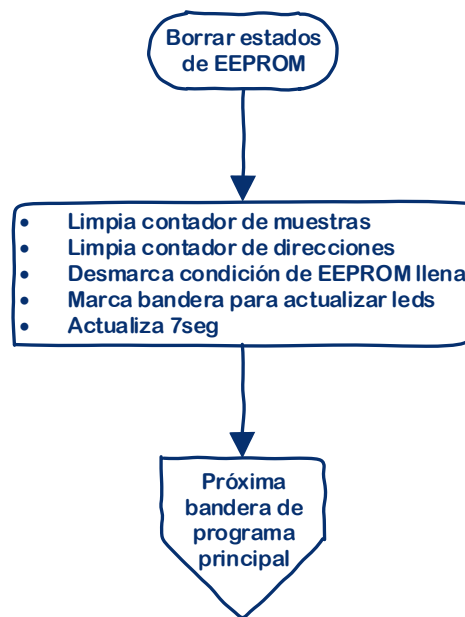 Borrar estados
de EEPROM
• Limpia contador de muestras
• Limpia contador de direcciones
• Desmarca condición de EEPROM llena
• Marca bandera para actualizar leds
• Actualiza 7seg
Próxima
bandera de
programa
principal